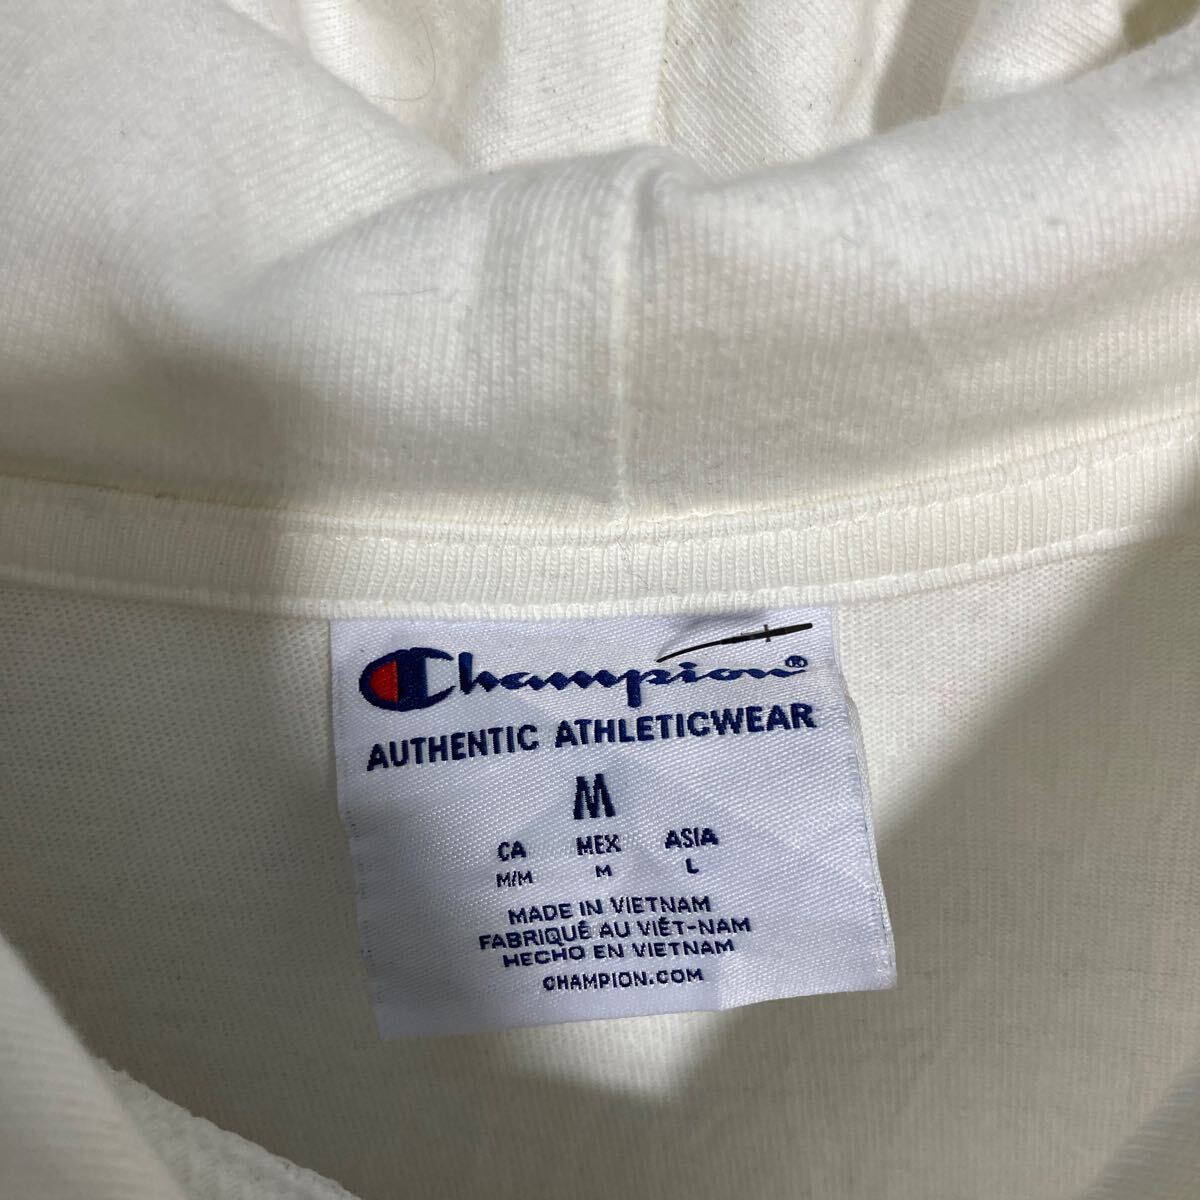 Champion®
AUTHENTIC ATHLETICWEAR
M
CA MEX ASIA
M/M M L
MADE IN VIETNAM
FABRIQUÉ AU VIÊT-NAM
HECHO EN VIETNAM
CHAMPION.COM